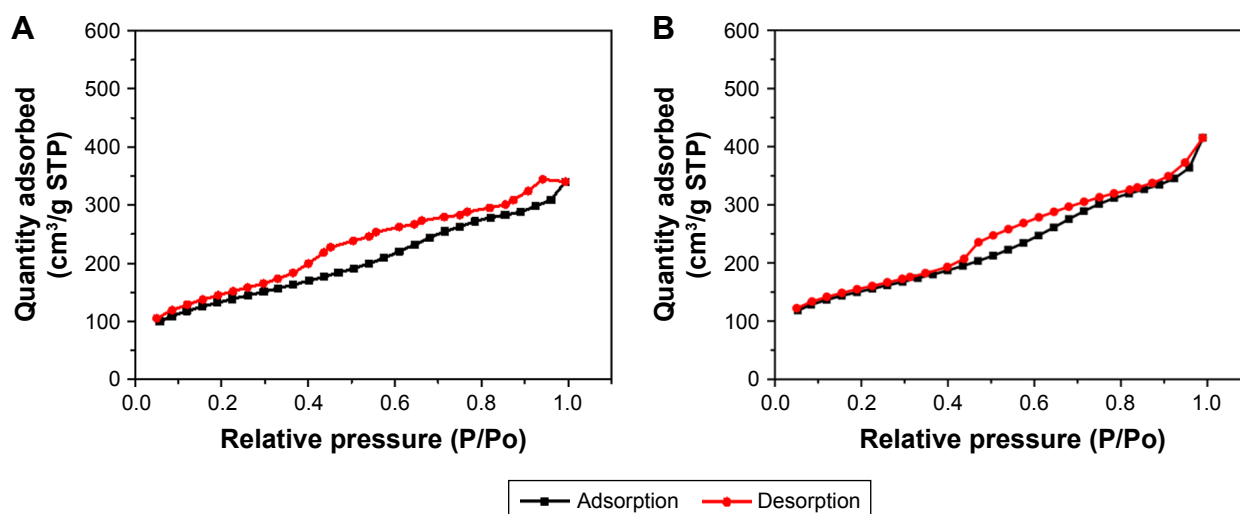 A
Quantity adsorbed
(cm³/g STP)
600
500
400
300
200
100
0
0.0 0.2 0.4 0.6 0.8 1.0
Relative pressure (P/Po)
B
Quantity adsorbed
(cm³/g STP)
600
500
400
300
200
100
0
0.0 0.2 0.4 0.6 0.8 1.0
Relative pressure (P/Po)
Adsorption Desorption